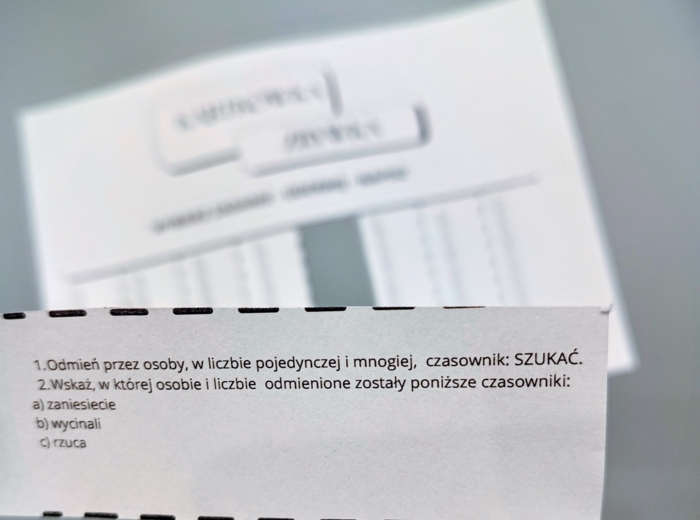 1.Odmień przez osoby, w liczbie pojedynczej i mnogiej, czasownik: SZUKAĆ.
2.Wskaż, w której osobie i liczbie odmienione zostały poniższe czasowniki:
a) zaniesiecie
b) wycinali
c) rzuca